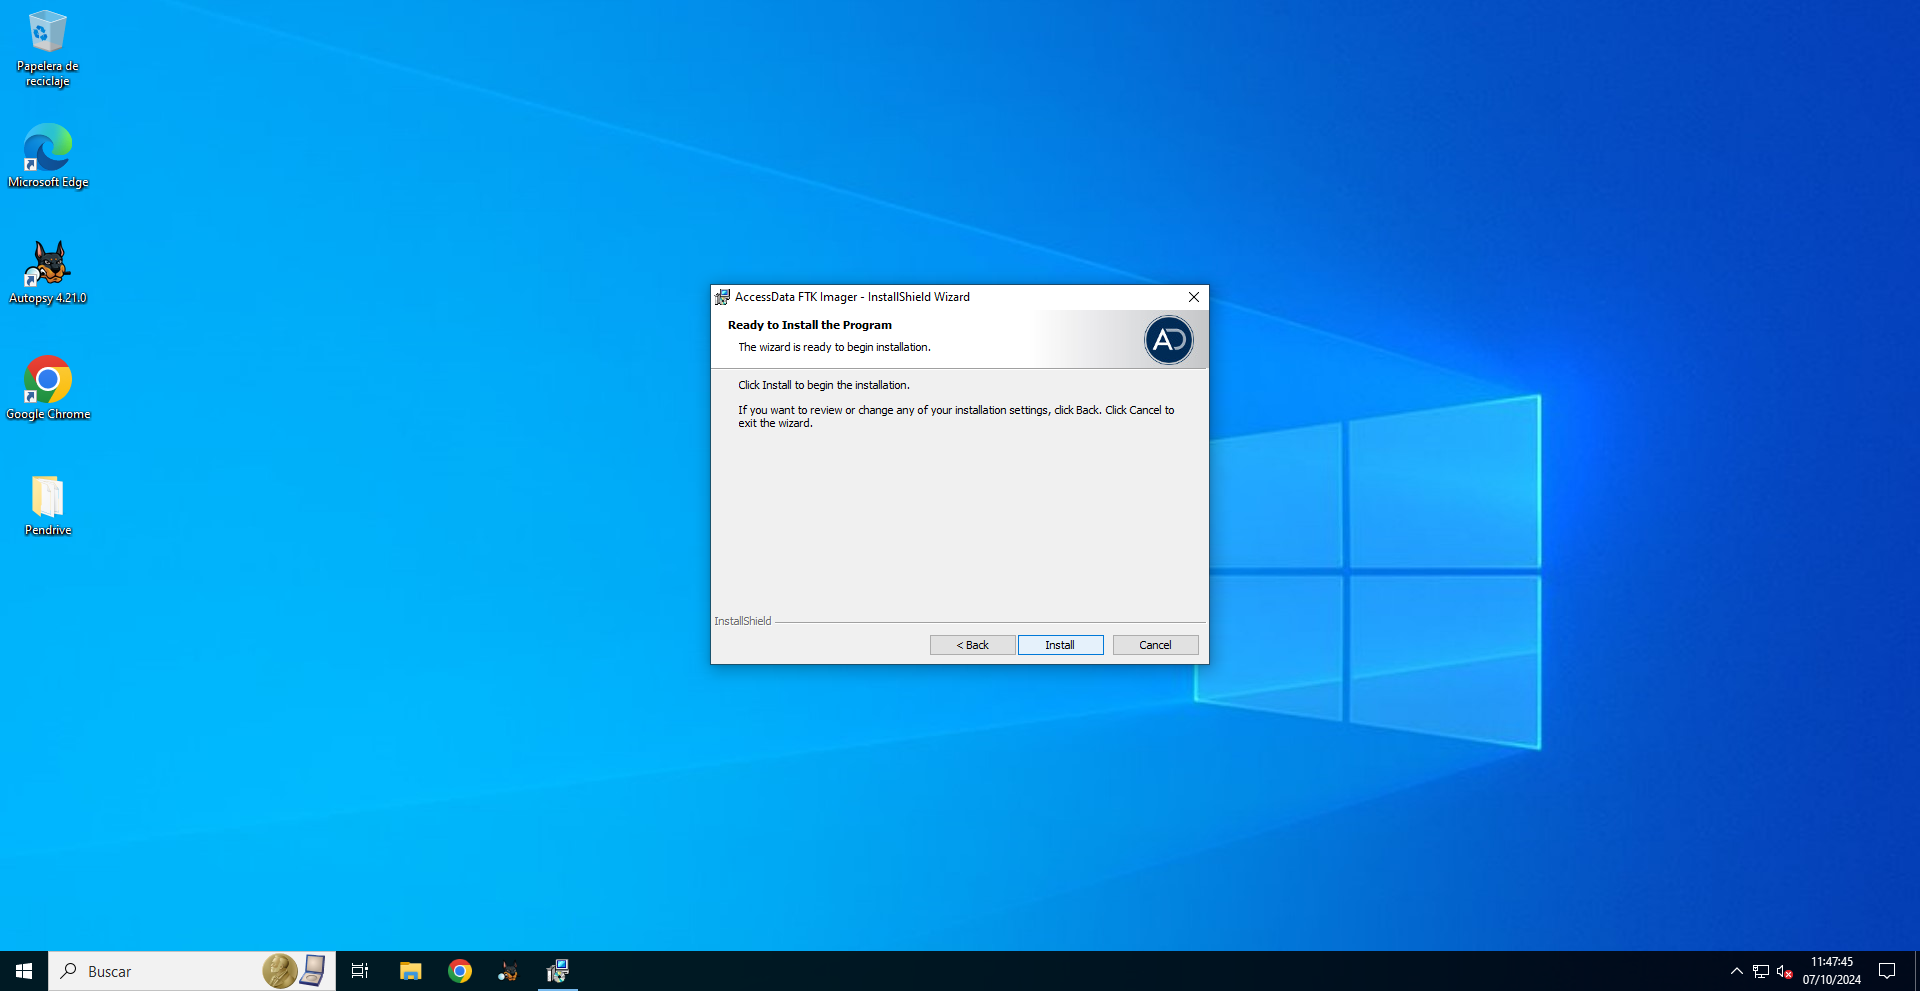 Papelera de
reciclaje
Microsoft Edge
Autopsy 4.21.0
Google Chrome
Pendrive
AccessData FTK Imager - InstallShield Wizard
Ready to Install the Program
The wizard is ready to begin installation.
AD
Click Install to begin the installation.
If you want to review or change any of your installation settings, click Back. Click Cancel to
exit the wizard.
InstallShield
< Back
Install
Cancel
Buscar
11:47:45
07/10/2024